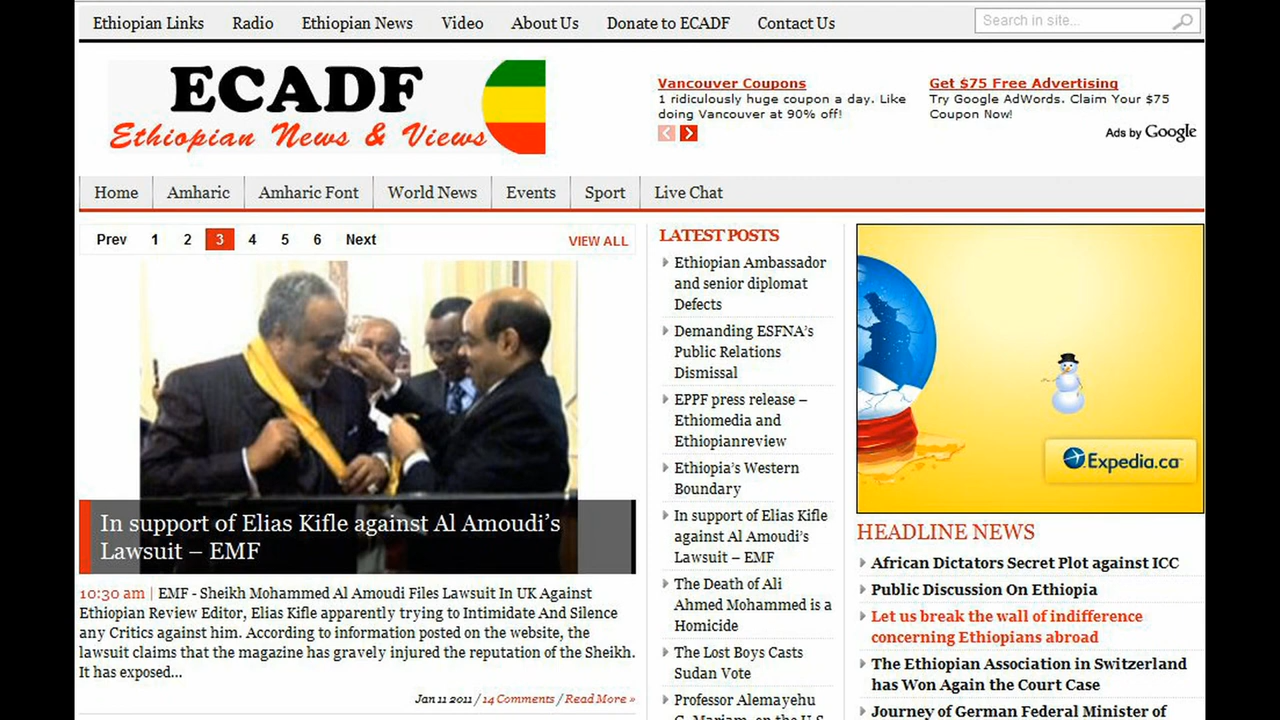 Ethiopian Links Radio Ethiopian News Video About Us Donate to ECADF Contact Us Search in site...
ECADF
Ethiopian News & Views
Vancouver Coupons
1 ridiculously huge coupon a day. Like
doing Vancouver at 90% off!
Get $75 Free Advertising
Try Google AdWords. Claim Your $75
Coupon Now!
Ads by Google
Home Amharic Amharic Font World News Events Sport Live Chat
Prev 1 2 3 4 5 6 Next VIEW ALL
In support of Elias Kifle against Al Amoudi's
Lawsuit – EMF
10:30 am | EMF - Sheikh Mohammed Al Amoudi Files Lawsuit In UK Against
Ethiopian Review Editor, Elias Kifle apparently trying to Intimidate And Silence
any Critics against him. According to information posted on the website, the
lawsuit claims that the magazine has gravely injured the reputation of the Sheikh.
It has exposed...
Jan 11 2011 / 14 Comments / Read More »
LATEST POSTS
Ethiopian Ambassador
and senior diplomat
Defects
Demanding ESFNA's
Public Relations
Dismissal
EPPF press release –
Ethiomedia and
Ethiopianreview
Ethiopia's Western
Boundary
In support of Elias Kifle
against Al Amoudi's
Lawsuit – EMF
The Death of Ali
Ahmed Mohammed is a
Homicide
The Lost Boys Casts
Sudan Vote
Professor Alemayehu
G. Mariam, on the U.S
Expedia.ca
HEADLINE NEWS
African Dictators Secret Plot against ICC
Public Discussion On Ethiopia
Let us break the wall of indifference
concerning Ethiopians abroad
The Ethiopian Association in Switzerland
has Won Again the Court Case
Journey of German Federal Minister of